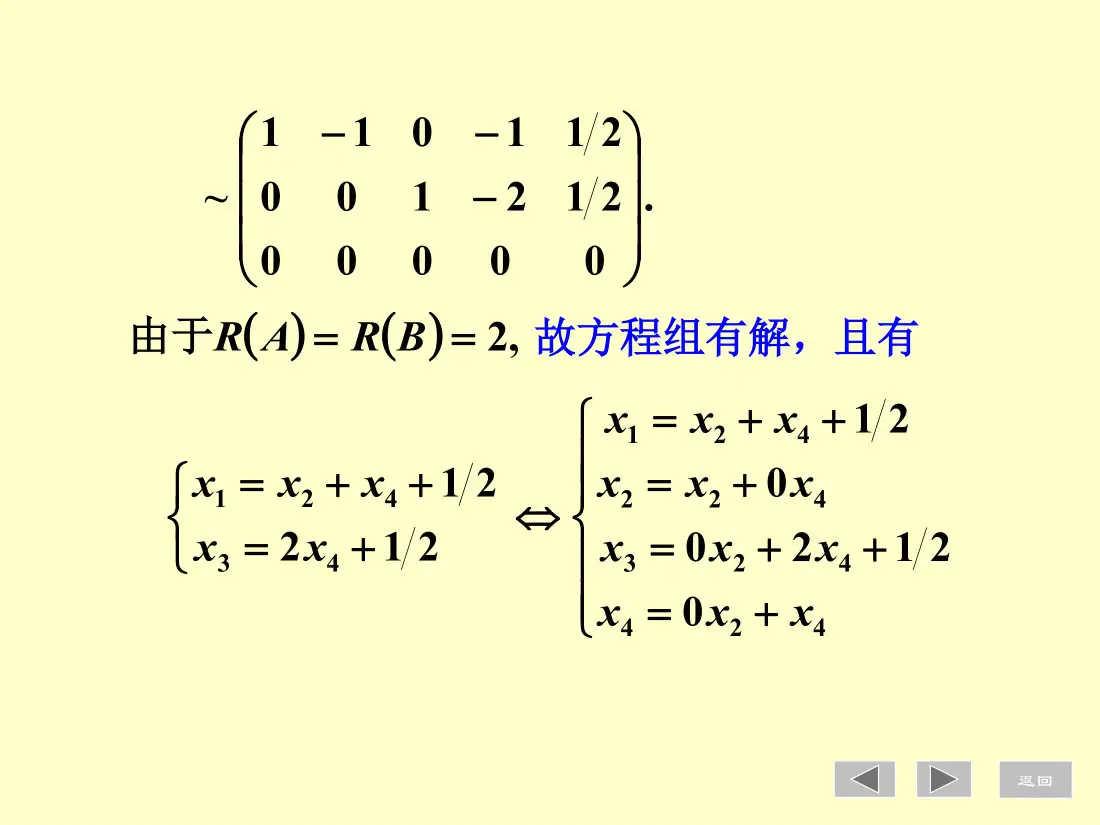 1 −1 0 −1 1/2
~ 0 0 1 −2 1/2 .
0 0 0 0 0
由于R(A) = R(B) = 2, 故方程组有解，且有
x₁ = x₂ + x₄ + 1/2
x₃ = 2x₄ + 1/2
⇔
x₁ = x₂ + x₄ + 1/2
x₂ = x₂ + 0x₄
x₃ = 0x₂ + 2x₄ + 1/2
x₄ = 0x₂ + x₄
返回